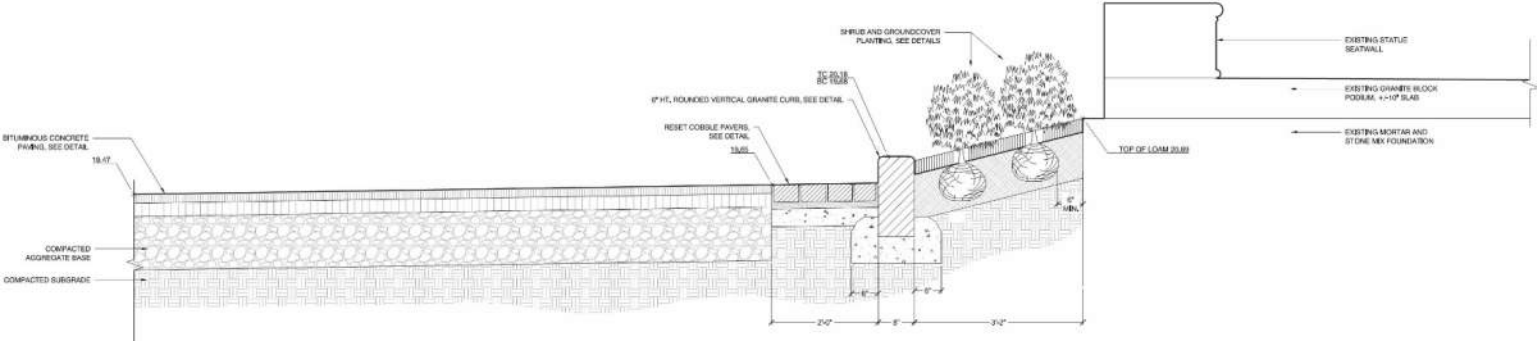 SHRUB AND GROUNDCOVER
PLANTING, SEE DETAILS
EXISTING STATUE
SEATWALL
TC 20.18
BC 19.68
EXISTING GRANITE BLOCK
PODIUM, +/-10" SLAB
6" HT., ROUNDED VERTICAL GRANITE CURB, SEE DETAIL
RESET COBBLE PAVERS,
SEE DETAIL
19.65
BITUMINOUS CONCRETE
PAVING, SEE DETAIL
19.47
EXISTING MORTAR AND
STONE MIX FOUNDATION
TOP OF LOAM 20.89
6"
MIN.
COMPACTED
AGGREGATE BASE
COMPACTED SUBGRADE
6"
6"
2'-0"
8"
3'-2"